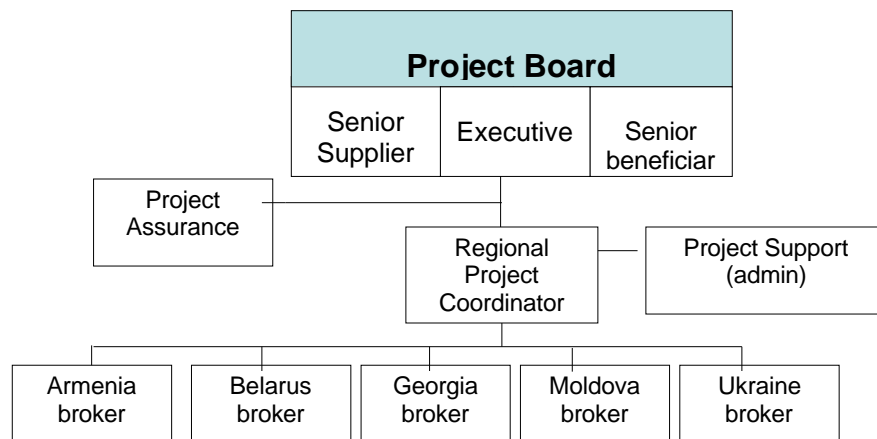 Project Board
Senior
Supplier
Executive
Senior
beneficiar
Project
Assurance
Regional
Project
Coordinator
Project Support
(admin)
Armenia
broker
Belarus
broker
Georgia
broker
Moldova
broker
Ukraine
broker